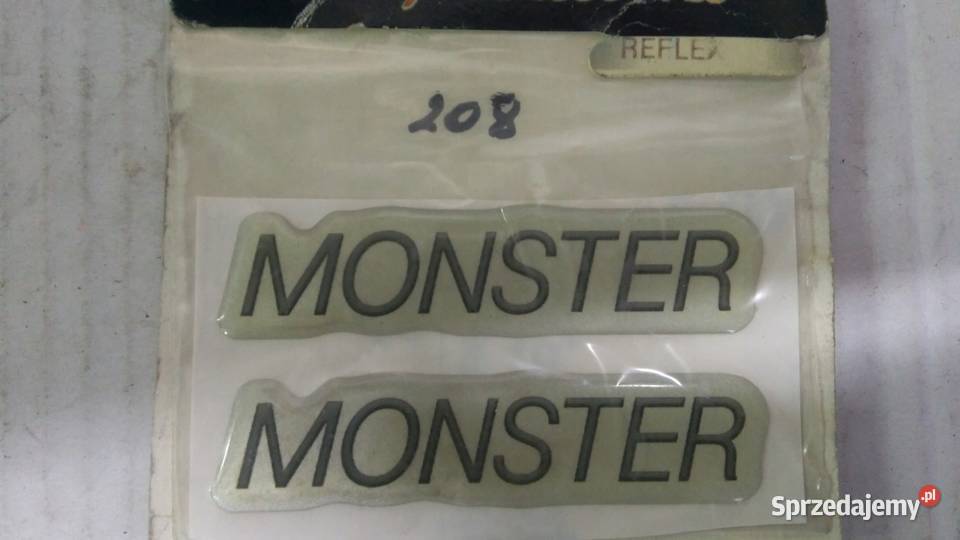 REFLEX
208
MONSTER
MONSTER
Sprzedajemy.pl